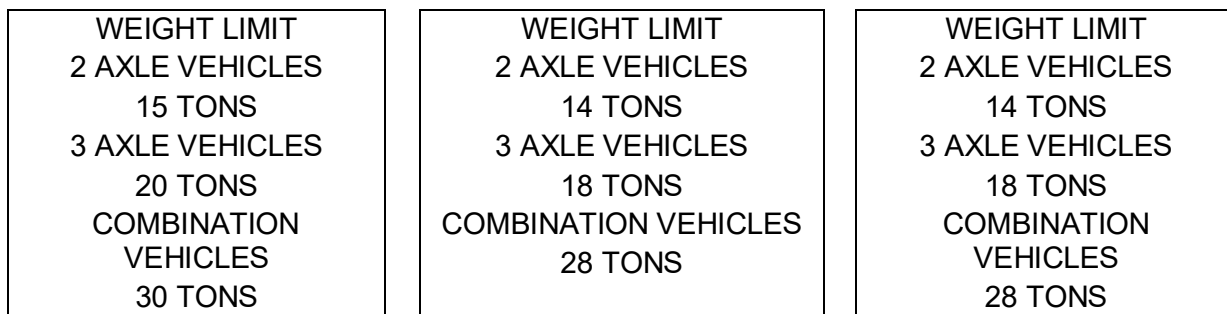 WEIGHT LIMIT
2 AXLE VEHICLES
15 TONS
3 AXLE VEHICLES
20 TONS
COMBINATION
VEHICLES
30 TONS
WEIGHT LIMIT
2 AXLE VEHICLES
14 TONS
3 AXLE VEHICLES
18 TONS
COMBINATION VEHICLES
28 TONS
WEIGHT LIMIT
2 AXLE VEHICLES
14 TONS
3 AXLE VEHICLES
18 TONS
COMBINATION
VEHICLES
28 TONS